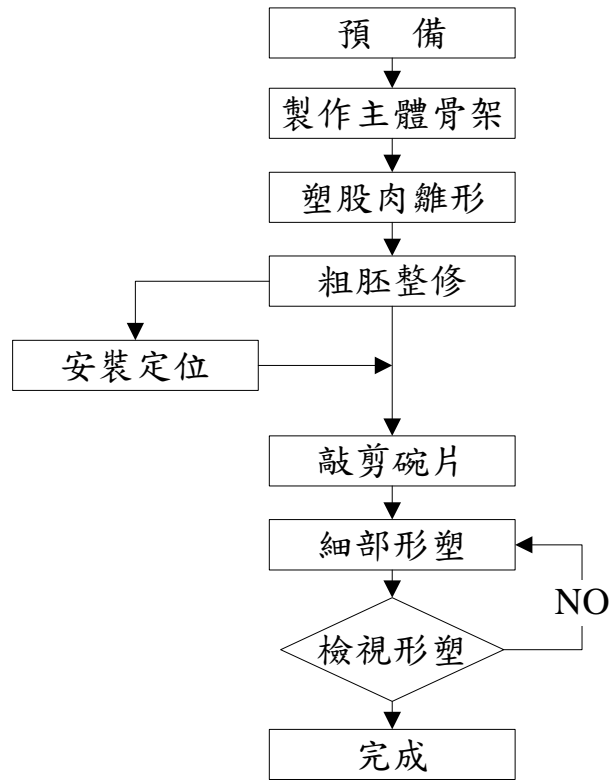 預 備
製作主體骨架
塑股肉雛形
粗胚整修
安裝定位
敲剪碗片
細部形塑
NO
檢視形塑
完成